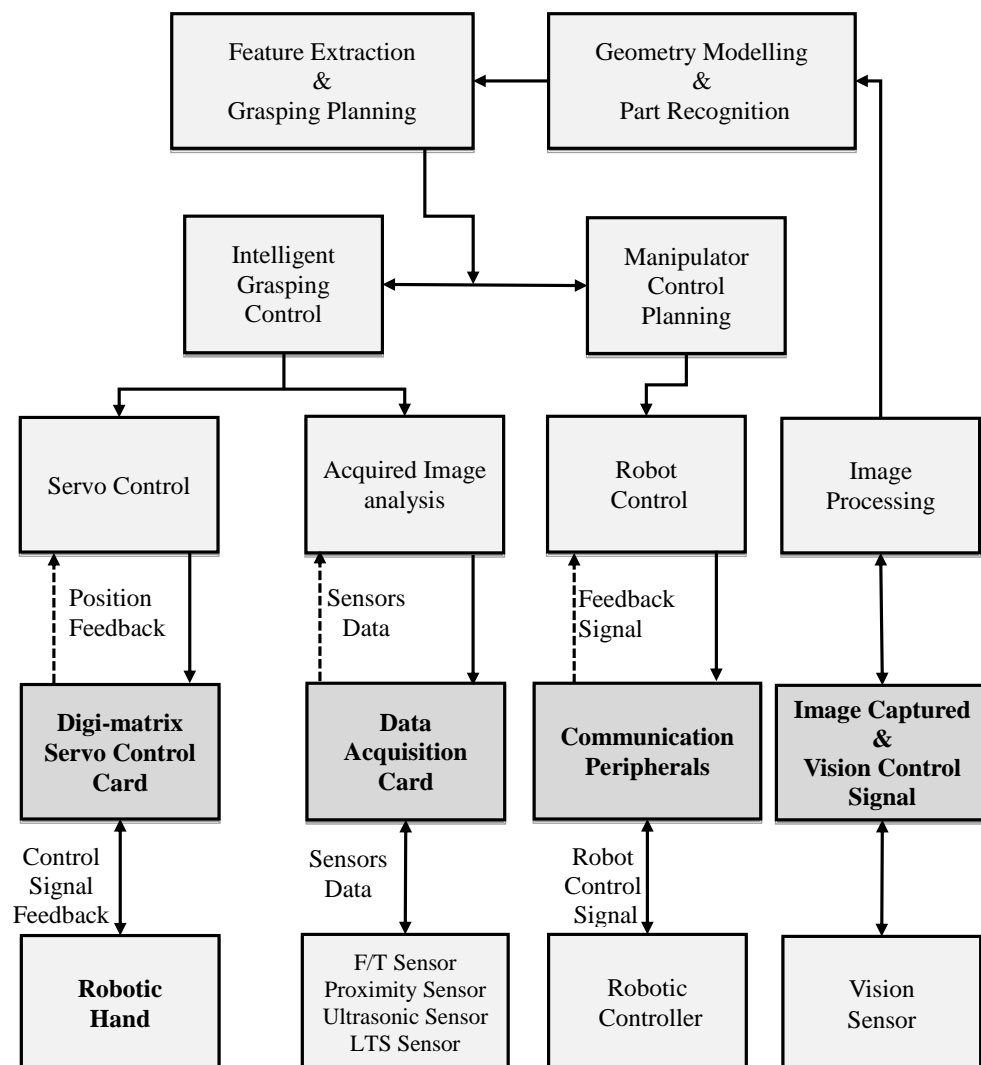 Feature Extraction
&
Grasping Planning
Geometry Modelling
&
Part Recognition
Intelligent
Grasping
Control
Manipulator
Control
Planning
Servo Control
Acquired Image
analysis
Robot
Control
Image
Processing
Position
Feedback
Sensors
Data
Feedback
Signal
Digi-matrix
Servo Control
Card
Data
Acquisition
Card
Communication
Peripherals
Image Captured
&
Vision Control
Signal
Control
Signal
Feedback
Sensors
Data
Robot
Control
Signal
Robotic
Hand
F/T Sensor
Proximity Sensor
Ultrasonic Sensor
LTS Sensor
Robotic
Controller
Vision
Sensor